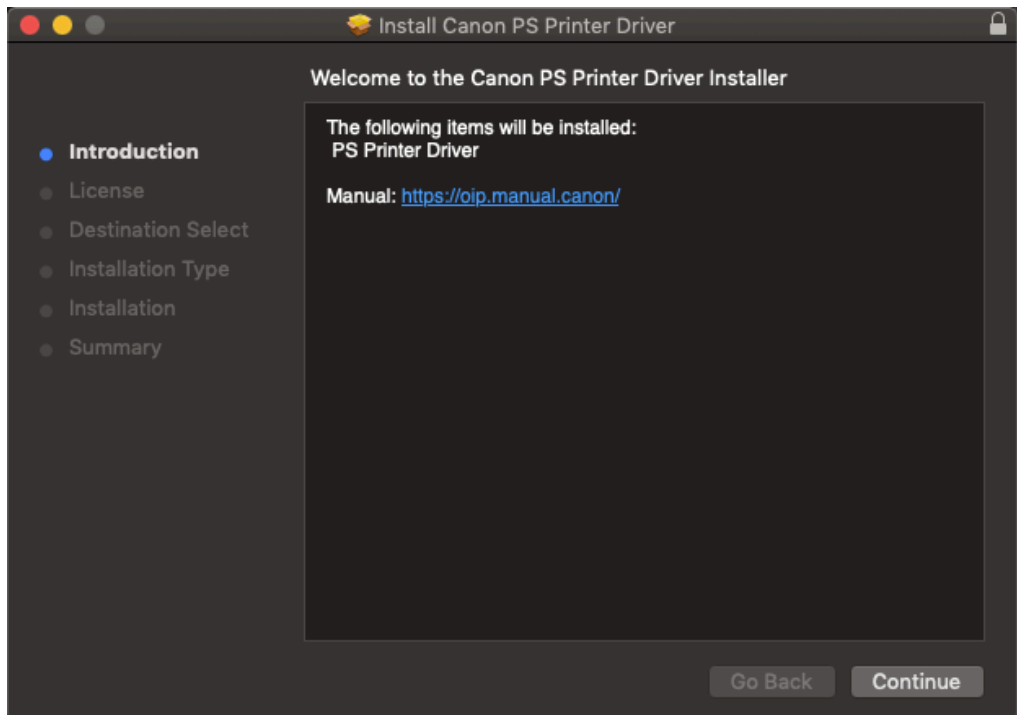 Install Canon PS Printer Driver
Welcome to the Canon PS Printer Driver Installer
Introduction
License
Destination Select
Installation Type
Installation
Summary
The following items will be installed:
PS Printer Driver
Manual: https://oip.manual.canon/
Go Back
Continue